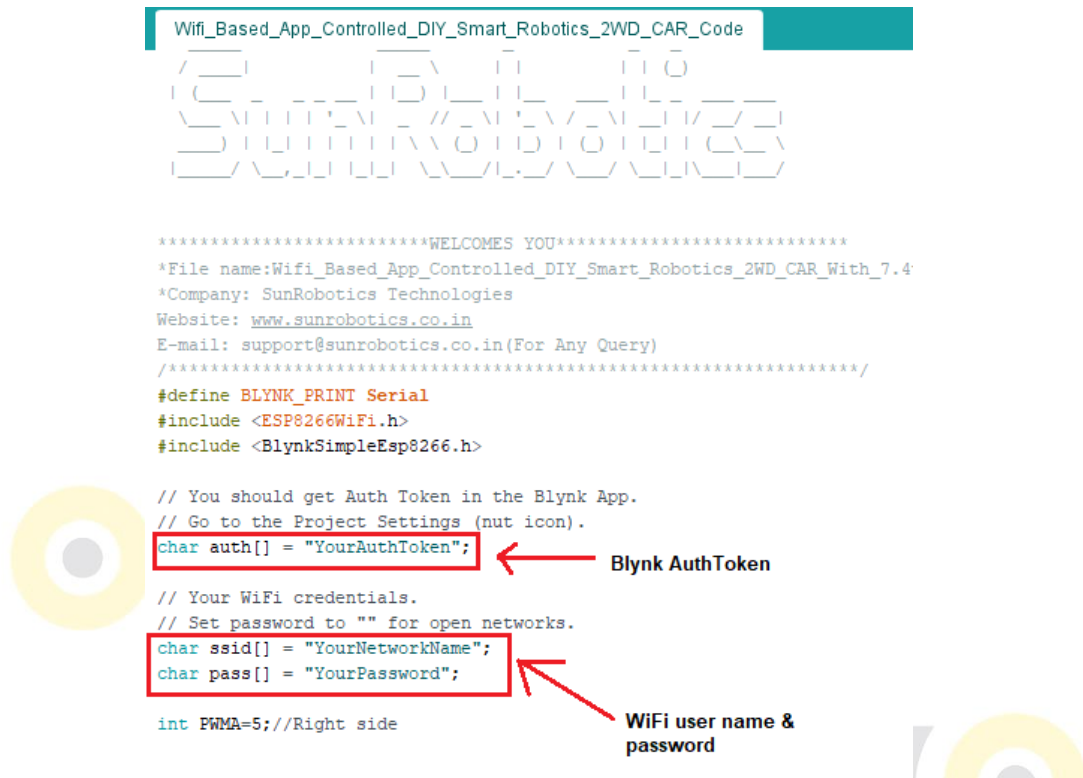 Wifi_Based_App_Controlled_DIY_Smart_Robotics_2WD_CAR_Code
SunRobotics
***************************WELCOMES YOU****************************
*File name:Wifi_Based_App_Controlled_DIY_Smart_Robotics_2WD_CAR_With_7.4
*Company: SunRobotics Technologies
Website: www.sunrobotics.co.in
E-mail: support@sunrobotics.co.in(For Any Query)
/******************************************************************/
#define BLYNK_PRINT Serial
#include <ESP8266WiFi.h>
#include <BlynkSimpleEsp8266.h>
// You should get Auth Token in the Blynk App.
// Go to the Project Settings (nut icon).
char auth[] = "YourAuthToken";
Blynk AuthToken
// Your WiFi credentials.
// Set password to "" for open networks.
char ssid[] = "YourNetworkName";
char pass[] = "YourPassword";
int PWMA=5;//Right side
WiFi user name &
password